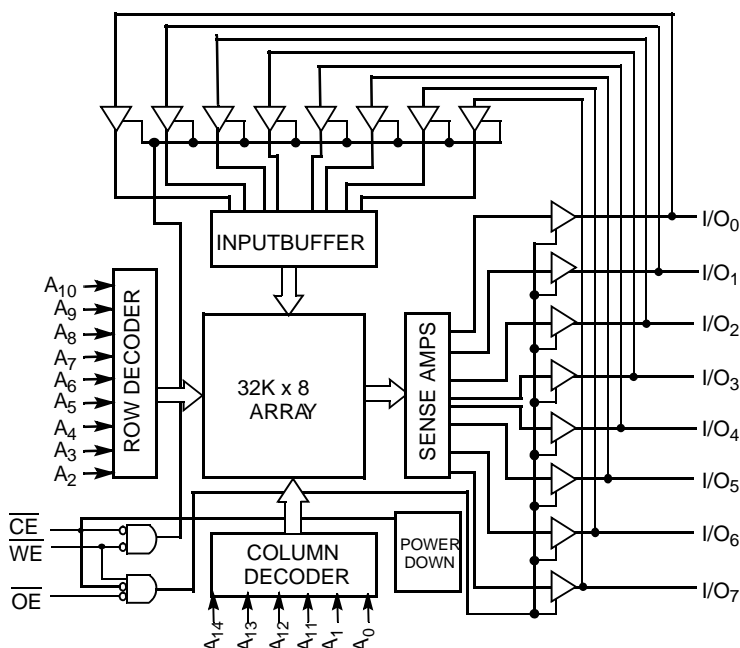 INPUTBUFFER
A10
A9
A8
A7
A6
A5
A4
A3
A2
ROW DECODER
32K x 8
ARRAY
SENSE AMPS
I/O0
I/O1
I/O2
I/O3
I/O4
I/O5
I/O6
I/O7
CE
WE
OE
COLUMN
DECODER
POWER
DOWN
A14
A13
A12
A11
A1
A0